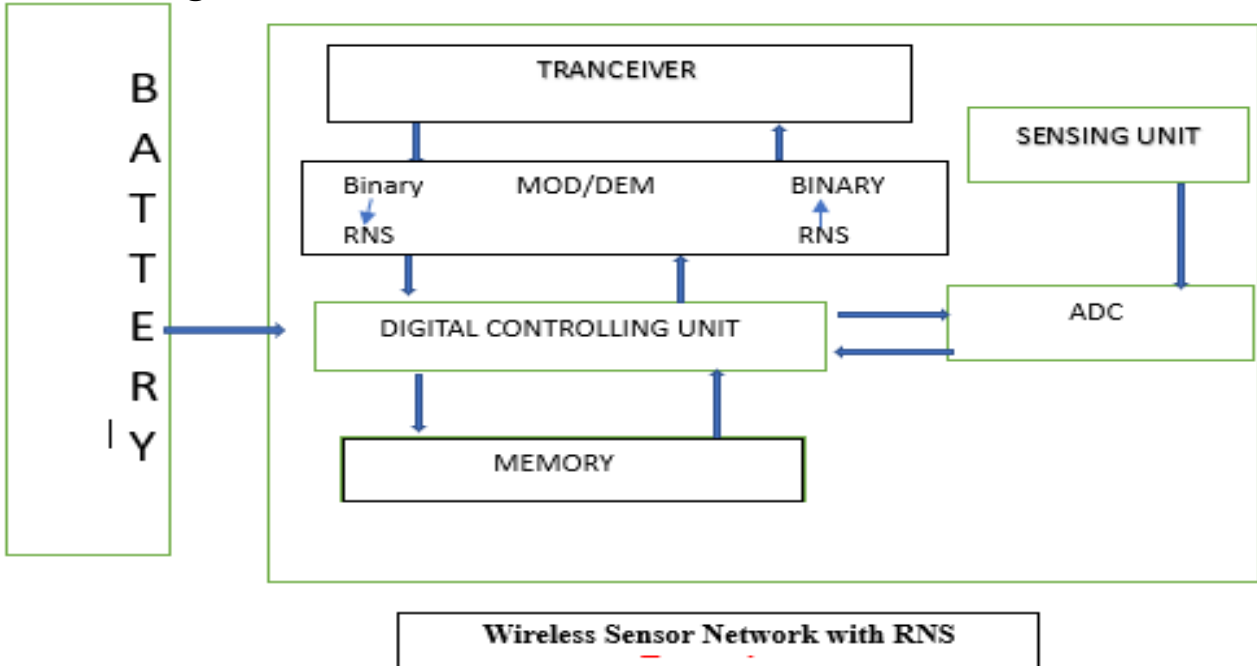 BATTERY
TRANCEIVER
SENSING UNIT
Binary MOD/DEM BINARY
RNS RNS
ADC
DIGITAL CONTROLLING UNIT
MEMORY
Wireless Sensor Network with RNS